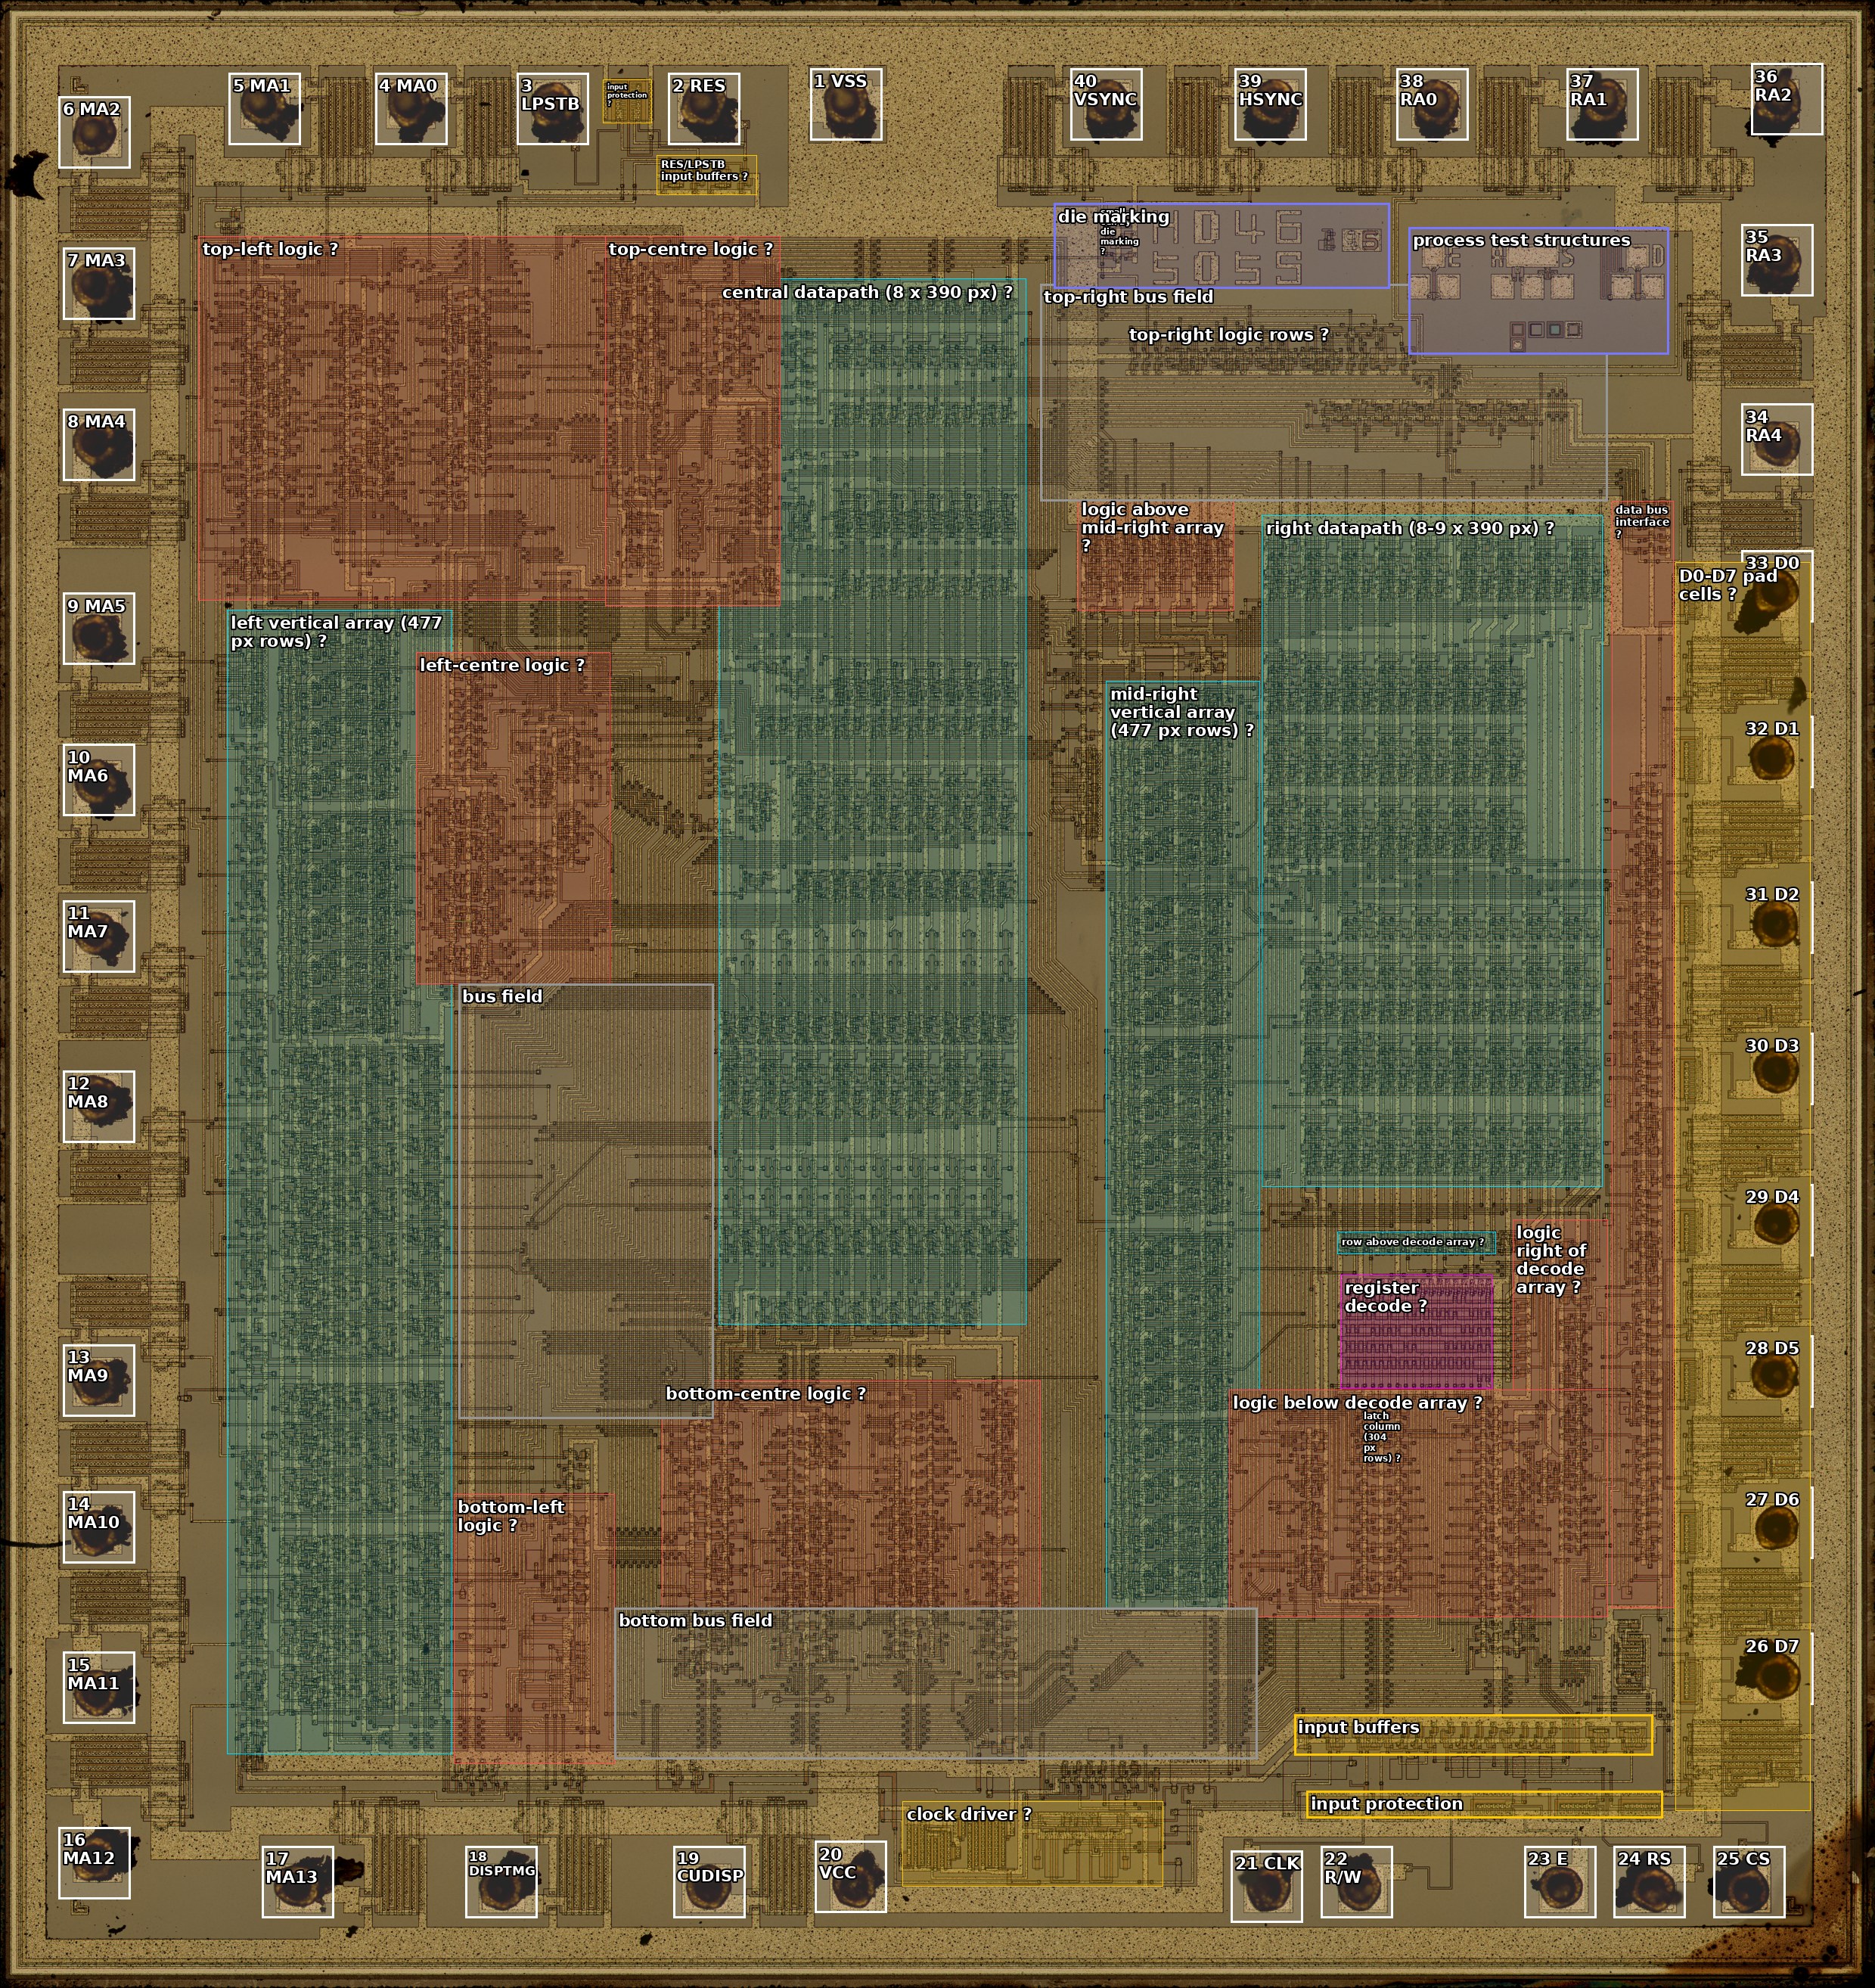 6 MA2
5 MA1
4 MA0
3
LPSTB
input
protection
?
2 RES
1 VSS
40
VSYNC
39
HSYNC
38
RA0
37
RA1
36
RA2
RES/LPSTB
input buffers ?
die marking
die
marking
?
HD46
505S
process test structures
35
RA3
7 MA3
top-left logic ?
top-centre logic ?
central datapath (8 x 390 px) ?
top-right bus field
top-right logic rows ?
8 MA4
34
RA4
logic above
mid-right array
?
right datapath (8-9 x 390 px) ?
data bus
interface
?
33 D0
D0-D7 pad
cells ?
9 MA5
left vertical array (477
px rows) ?
left-centre logic ?
mid-right
vertical array
(477 px rows) ?
32 D1
10
MA6
31 D2
11
MA7
bus field
30 D3
12
MA8
29 D4
row above decode array ?
logic
right of
decode
array ?
register
decode ?
28 D5
13
MA9
bottom-centre logic ?
logic below decode array ?
latch
column
(304
px
rows) ?
14
MA10
bottom-left
logic ?
27 D6
bottom bus field
26 D7
15
MA11
input buffers
input protection
clock driver ?
16
MA12
17
MA13
18
DISPTMG
19
CUDISP
20
VCC
21 CLK
22
R/W
23 E
24 RS
25 CS